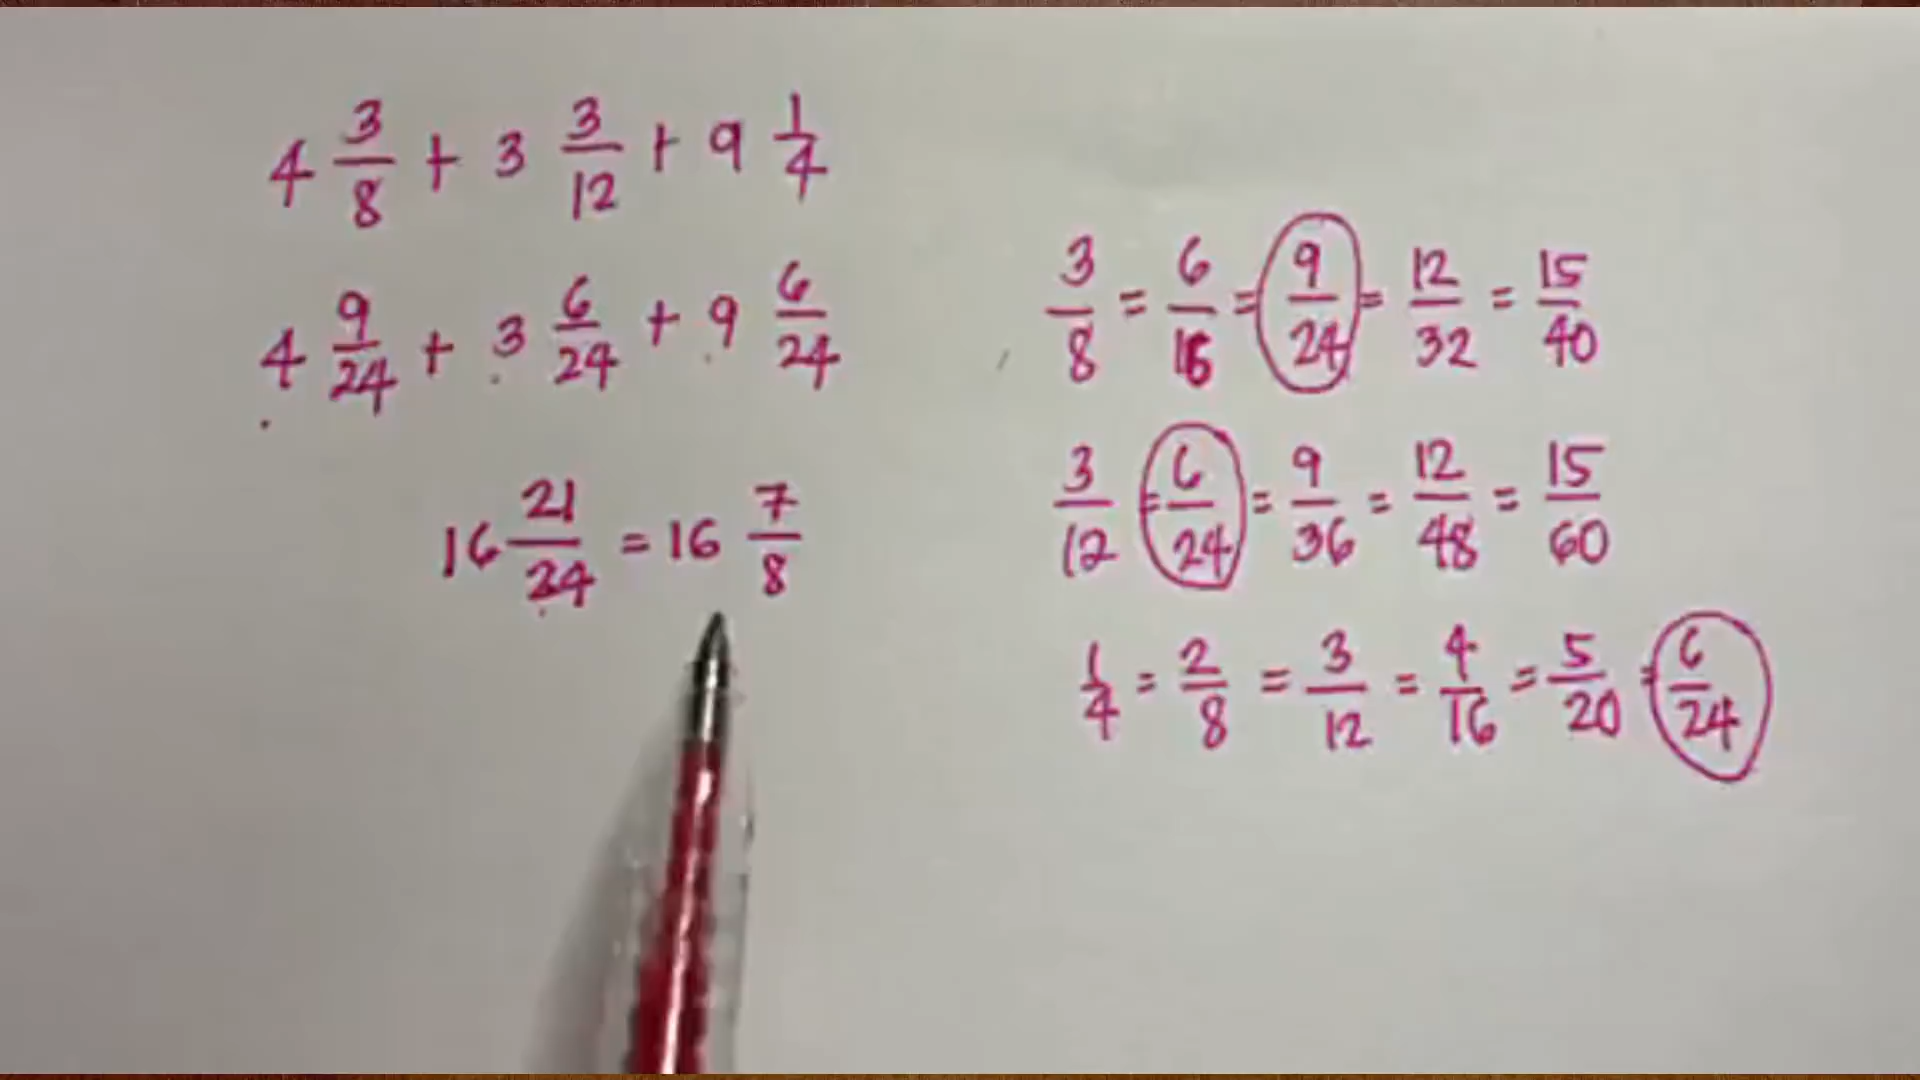 4 3/8 + 3 3/12 + 9 1/4
4 9/24 + 3 6/24 + 9 6/24
16 21/24 = 16 7/8
3/8 = 6/16 = 9/24 = 12/32 = 15/40
3/12 = 6/24 = 9/36 = 12/48 = 15/60
1/4 = 2/8 = 3/12 = 4/16 = 5/20 = 6/24